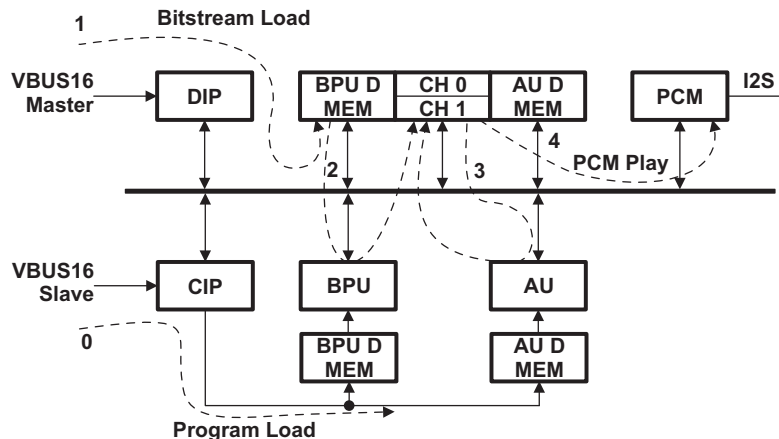 1
Bitstream Load
VBUS16
Master
DIP
BPU D
MEM
CH 0
CH 1
AU D
MEM
PCM
I2S
2
3
4
PCM Play
VBUS16
Slave
CIP
BPU
AU
0
BPU D
MEM
AU D
MEM
Program Load